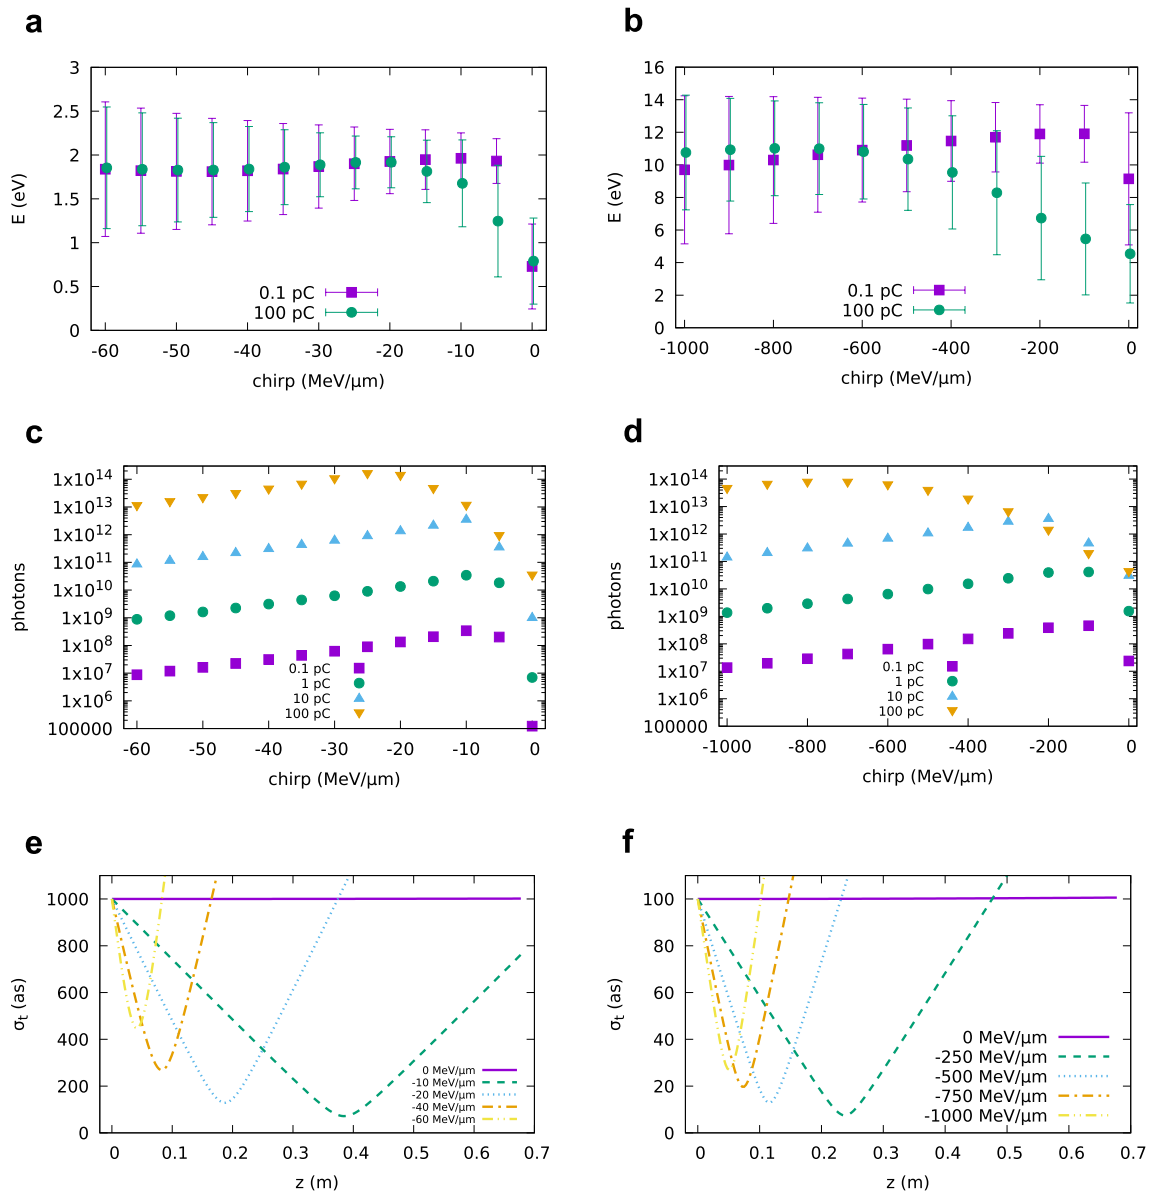 a
3
2.5
2
1.5
1
0.5
0
E (eV)
0.1 pC
100 pC
-60
-50
-40
-30
-20
-10
0
chirp (MeV/μm)
b
16
14
12
10
8
6
4
2
0
E (eV)
0.1 pC
100 pC
-1000
-800
-600
-400
-200
0
chirp (MeV/μm)
c
1x10^14
1x10^13
1x10^12
1x10^11
1x10^10
1x10^9
1x10^8
1x10^7
1x10^6
100000
photons
0.1 pC
1 pC
10 pC
100 pC
-60
-50
-40
-30
-20
-10
0
chirp (MeV/μm)
d
1x10^14
1x10^13
1x10^12
1x10^11
1x10^10
1x10^9
1x10^8
1x10^7
1x10^6
100000
photons
0.1 pC
1 pC
10 pC
100 pC
-1000
-800
-600
-400
-200
0
chirp (MeV/μm)
e
1000
800
600
400
200
0
σt (as)
0 MeV/μm
-10 MeV/μm
-20 MeV/μm
-40 MeV/μm
-60 MeV/μm
0
0.1
0.2
0.3
0.4
0.5
0.6
0.7
z (m)
f
100
80
60
40
20
0
σt (as)
0 MeV/μm
-250 MeV/μm
-500 MeV/μm
-750 MeV/μm
-1000 MeV/μm
0
0.1
0.2
0.3
0.4
0.5
0.6
0.7
z (m)